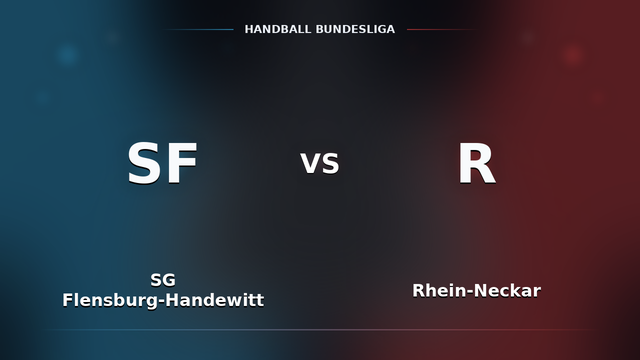 HANDBALL BUNDESLIGA
SF
VS
R
SG
Flensburg-Handewitt
Rhein-Neckar